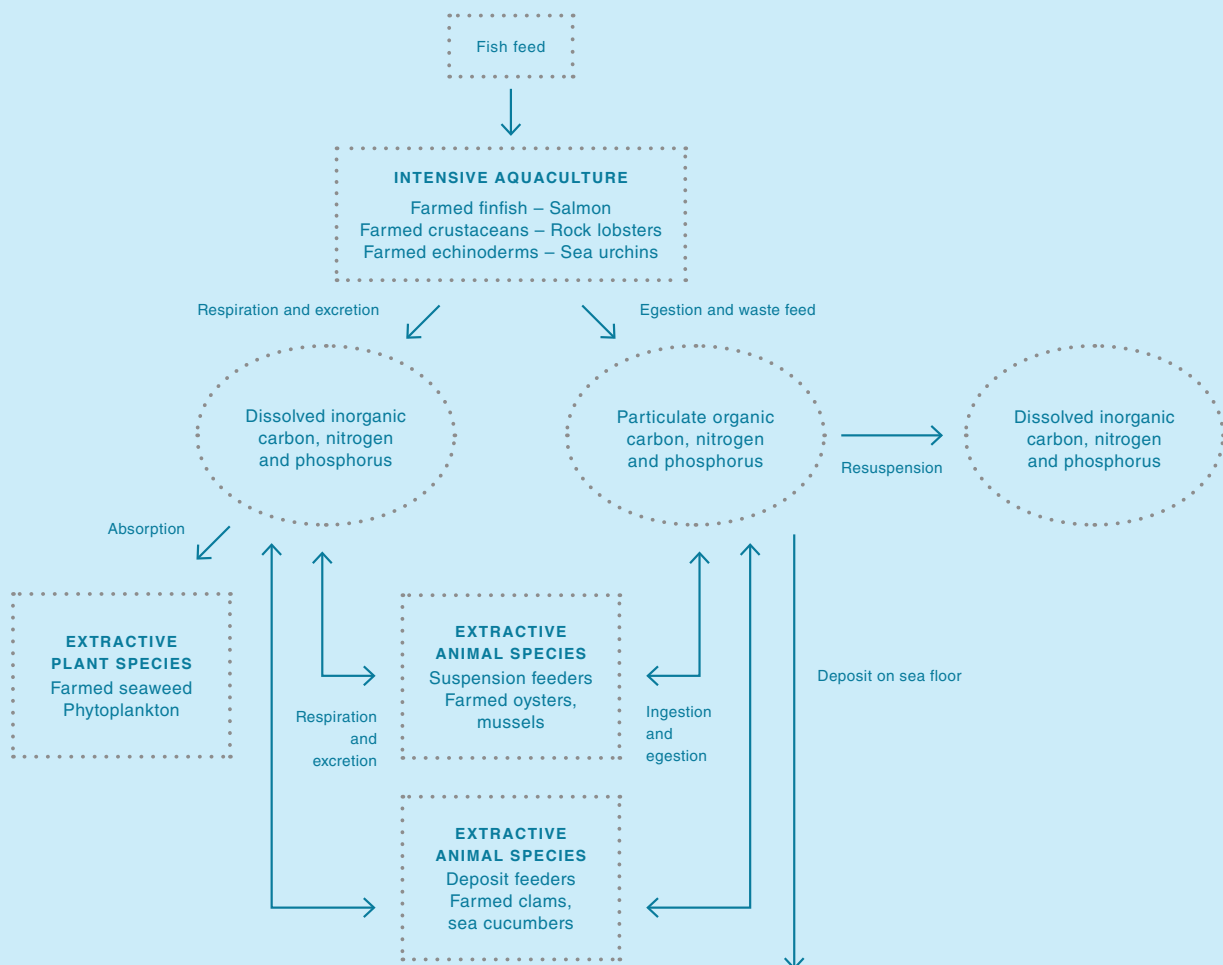 Fish feed
INTENSIVE AQUACULTURE
Farmed finfish – Salmon
Farmed crustaceans – Rock lobsters
Farmed echinoderms – Sea urchins
Respiration and excretion
Egestion and waste feed
Dissolved inorganic
carbon, nitrogen
and phosphorus
Particulate organic
carbon, nitrogen
and phosphorus
Resuspension
Dissolved inorganic
carbon, nitrogen
and phosphorus
Absorption
EXTRACTIVE
PLANT SPECIES
Farmed seaweed
Phytoplankton
Respiration
and
excretion
EXTRACTIVE
ANIMAL SPECIES
Suspension feeders
Farmed oysters,
mussels
Ingestion
and
egestion
Deposit on sea floor
EXTRACTIVE
ANIMAL SPECIES
Deposit feeders
Farmed clams,
sea cucumbers